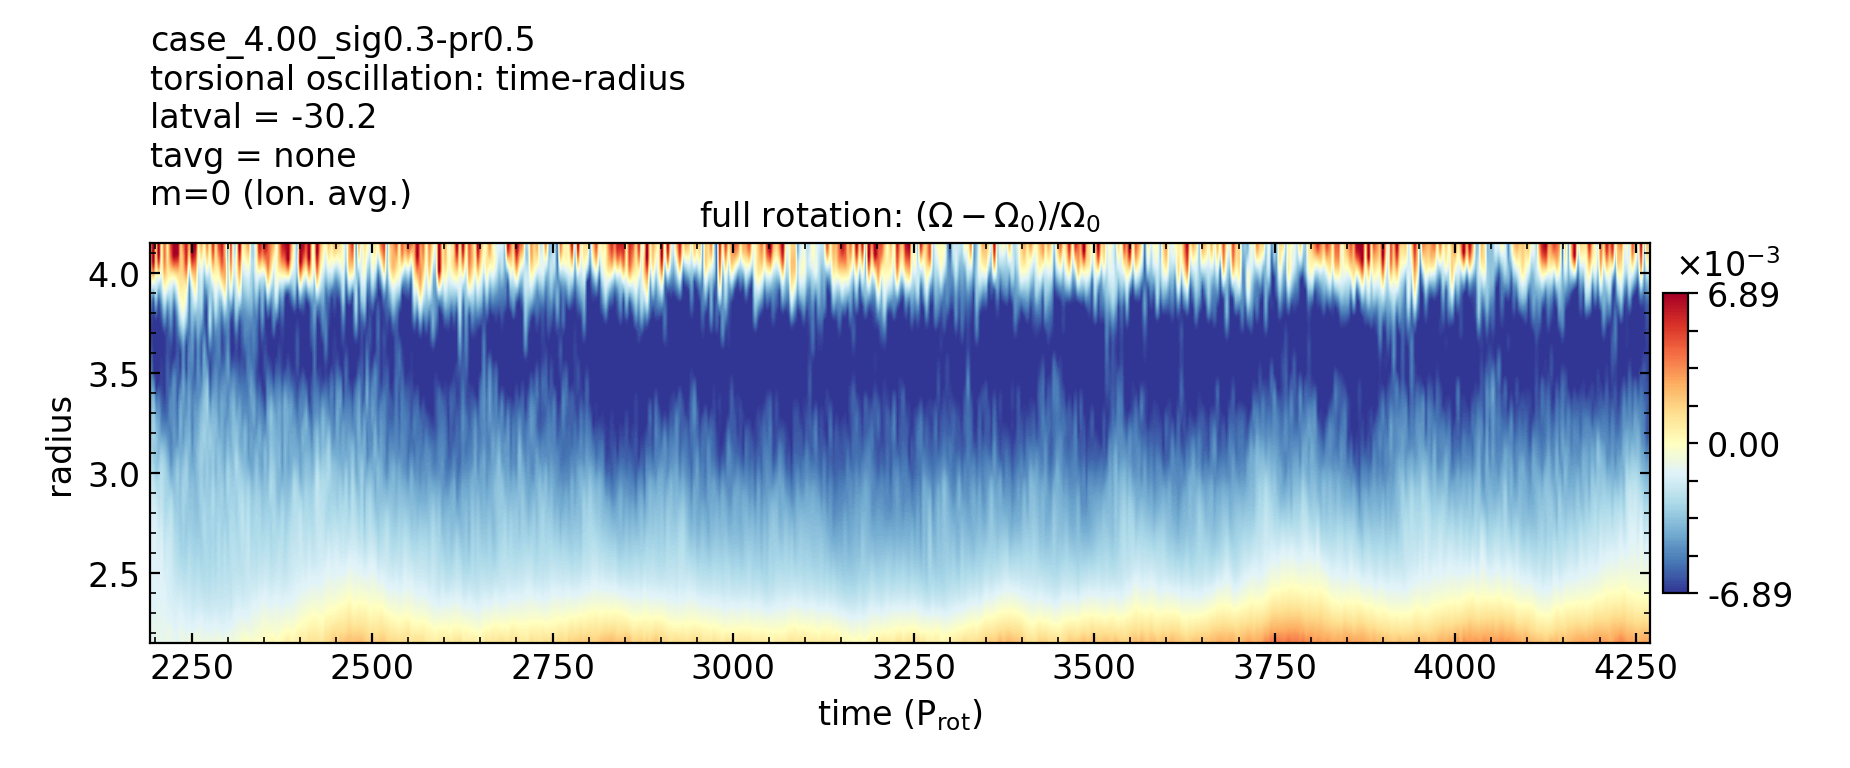 case_4.00_sig0.3-pr0.5
torsional oscillation: time-radius
latval = -30.2
tavg = none
m=0 (lon. avg.)
full rotation: (Ω − Ω₀)/Ω₀
×10⁻³
6.89
0.00
-6.89
4.0
3.5
3.0
2.5
radius
2250 2500 2750 3000 3250 3500 3750 4000 4250
time (P_rot)